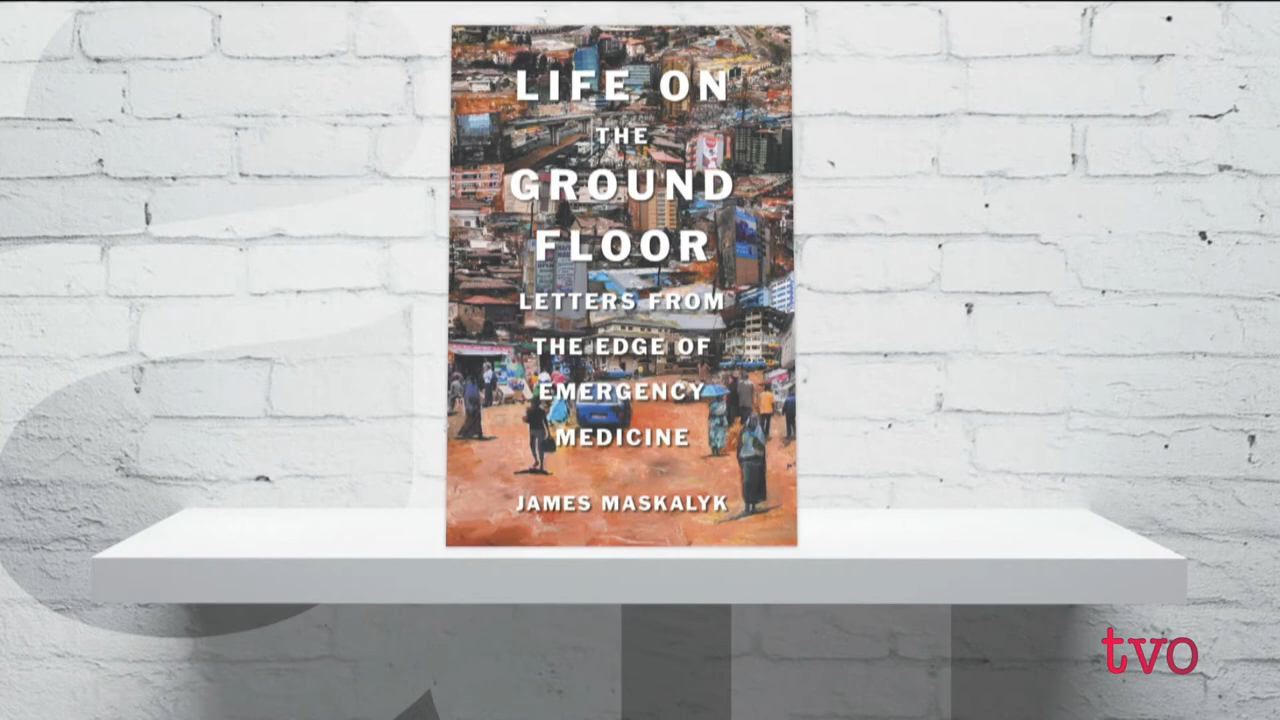 LIFE ON
THE
GROUND
FLOOR
LETTERS FROM
THE EDGE OF
EMERGENCY
MEDICINE
JAMES MASKALYK
tvo